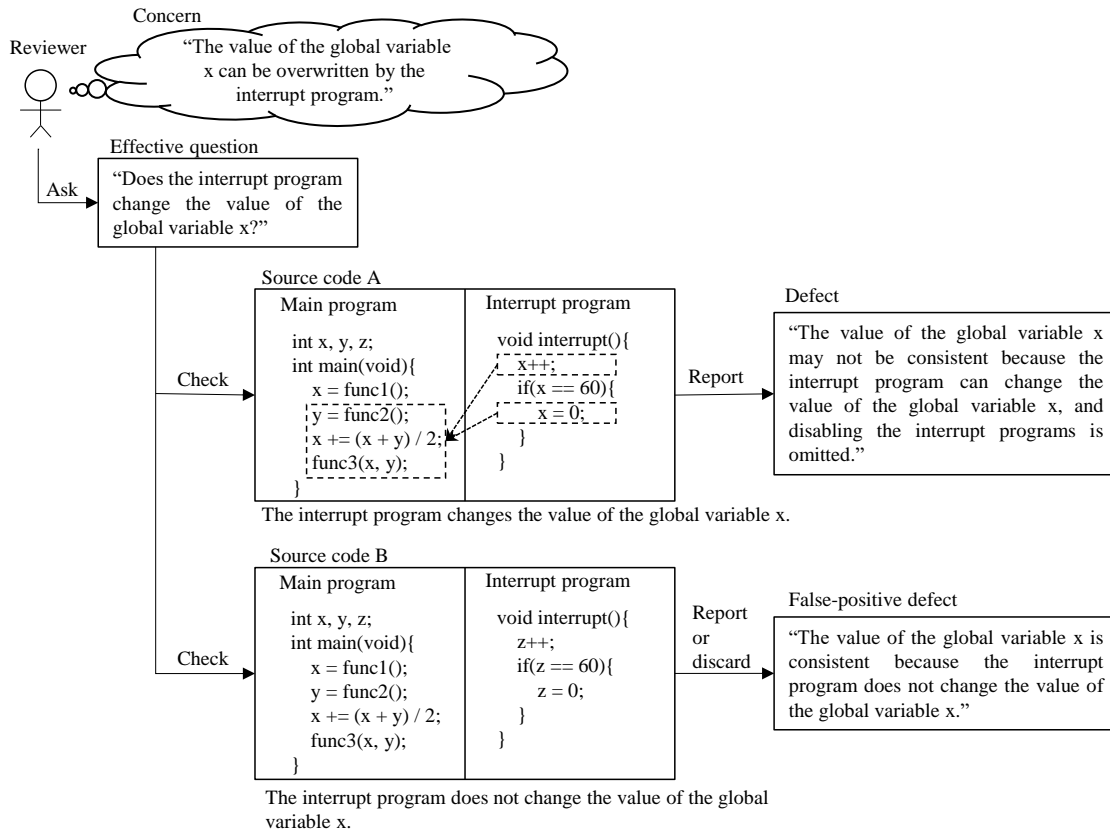 Concern
Reviewer
“The value of the global variable
x can be overwritten by the
interrupt program.”
Effective question
Ask
“Does the interrupt program
change the value of the
global variable x?”
Source code A
Main program
int x, y, z;
int main(void){
x = func1();
y = func2();
x += (x + y) / 2;
func3(x, y);
}
Interrupt program
void interrupt(){
x++;
if(x == 60){
x = 0;
}
}
Check
Report
Defect
“The value of the global variable x
may not be consistent because the
interrupt program can change the
value of the global variable x, and
disabling the interrupt programs is
omitted.”
The interrupt program changes the value of the global variable x.
Source code B
Main program
int x, y, z;
int main(void){
x = func1();
y = func2();
x += (x + y) / 2;
func3(x, y);
}
Interrupt program
void interrupt(){
z++;
if(z == 60){
z = 0;
}
}
Check
Report
or
discard
False-positive defect
“The value of the global variable x is
consistent because the interrupt
program does not change the value of
the global variable x.”
The interrupt program does not change the value of the global
variable x.